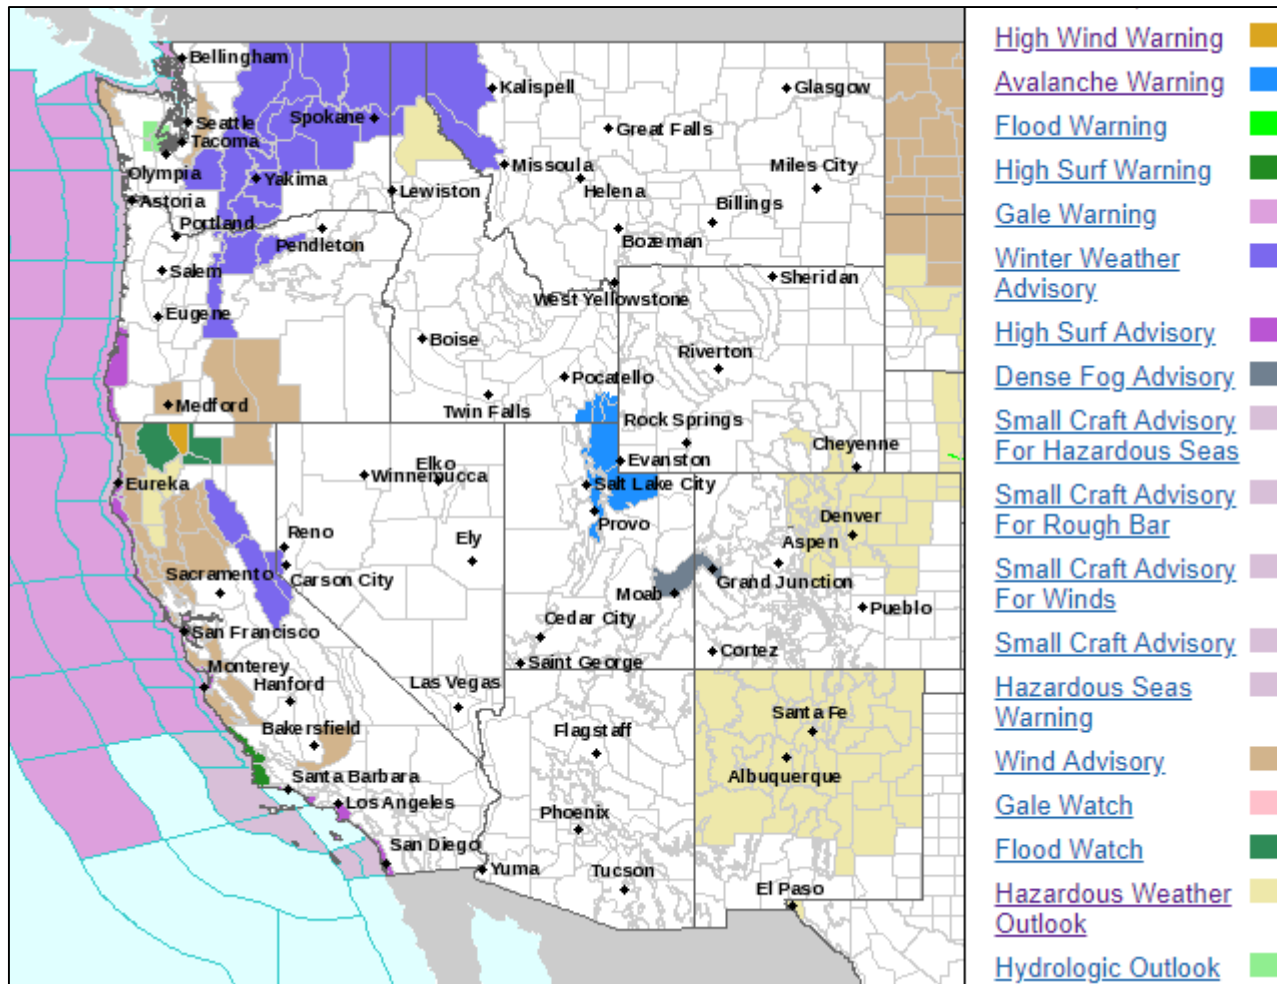 Bellingham
Kalispell
Glasgow
Seattle
Spokane
Great Falls
Tacoma
Missoula
Miles City
Olympia
Yakima
Helena
Astoria
Lewiston
Billings
Portland
Pendleton
Bozeman
Salem
Sheridan
West Yellowstone
Eugene
Boise
Riverton
Pocatello
Medford
Twin Falls
Rock Springs
Cheyenne
Elko
Evanston
Eureka
Winnemucca
Salt Lake City
Provo
Denver
Reno
Ely
Aspen
Sacramento
Carson City
Grand Junction
Moab
Pueblo
Cedar City
San Francisco
Cortez
Monterey
Saint George
Hanford
Las Vegas
Santa Fe
Bakersfield
Flagstaff
Albuquerque
Santa Barbara
Los Angeles
Phoenix
San Diego
Yuma
Tucson
El Paso
High Wind Warning
Avalanche Warning
Flood Warning
High Surf Warning
Gale Warning
Winter Weather
Advisory
High Surf Advisory
Dense Fog Advisory
Small Craft Advisory
For Hazardous Seas
Small Craft Advisory
For Rough Bar
Small Craft Advisory
For Winds
Small Craft Advisory
Hazardous Seas
Warning
Wind Advisory
Gale Watch
Flood Watch
Hazardous Weather
Outlook
Hydrologic Outlook